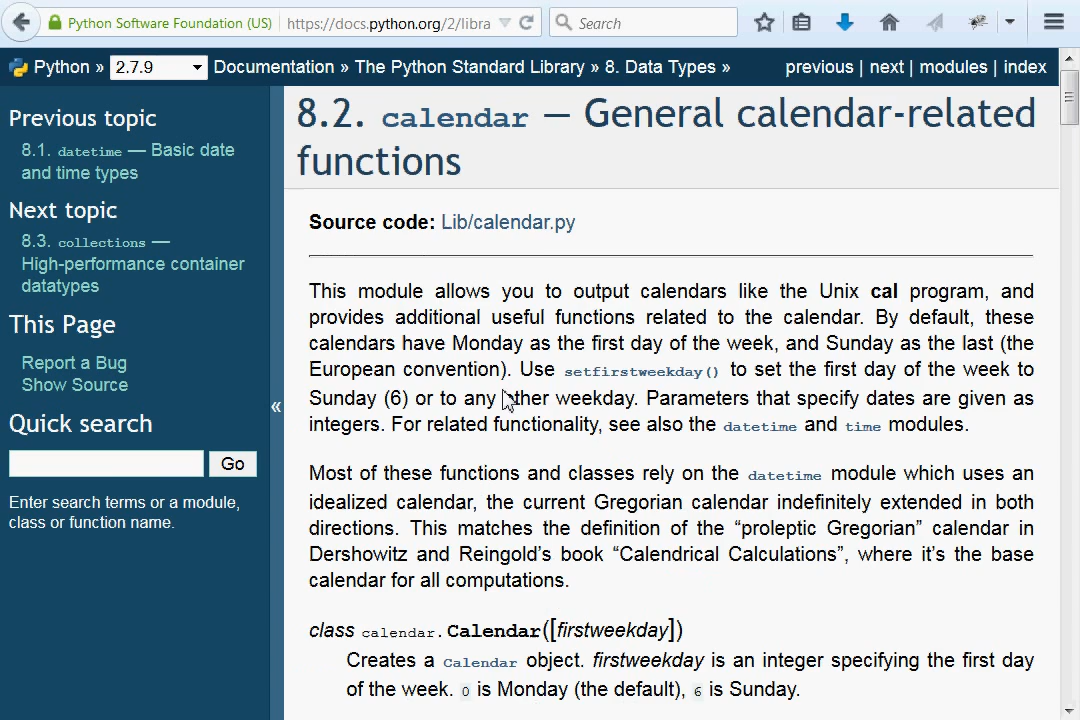 Python Software Foundation (US) https://docs.python.org/2/libra Search
Python » 2.7.9 Documentation » The Python Standard Library » 8. Data Types » previous | next | modules | index
Previous topic
8.1. datetime — Basic date
and time types
Next topic
8.3. collections —
High-performance container
datatypes
This Page
Report a Bug
Show Source
Quick search
Go
Enter search terms or a module,
class or function name.
«
8.2. calendar — General calendar-related
functions
Source code: Lib/calendar.py
This module allows you to output calendars like the Unix cal program, and
provides additional useful functions related to the calendar. By default, these
calendars have Monday as the first day of the week, and Sunday as the last (the
European convention). Use setfirstweekday() to set the first day of the week to
Sunday (6) or to any other weekday. Parameters that specify dates are given as
integers. For related functionality, see also the datetime and time modules.
Most of these functions and classes rely on the datetime module which uses an
idealized calendar, the current Gregorian calendar indefinitely extended in both
directions. This matches the definition of the “proleptic Gregorian” calendar in
Dershowitz and Reingold’s book “Calendrical Calculations”, where it’s the base
calendar for all computations.
class calendar.Calendar([firstweekday])
Creates a Calendar object. firstweekday is an integer specifying the first day
of the week. 0 is Monday (the default), 6 is Sunday.